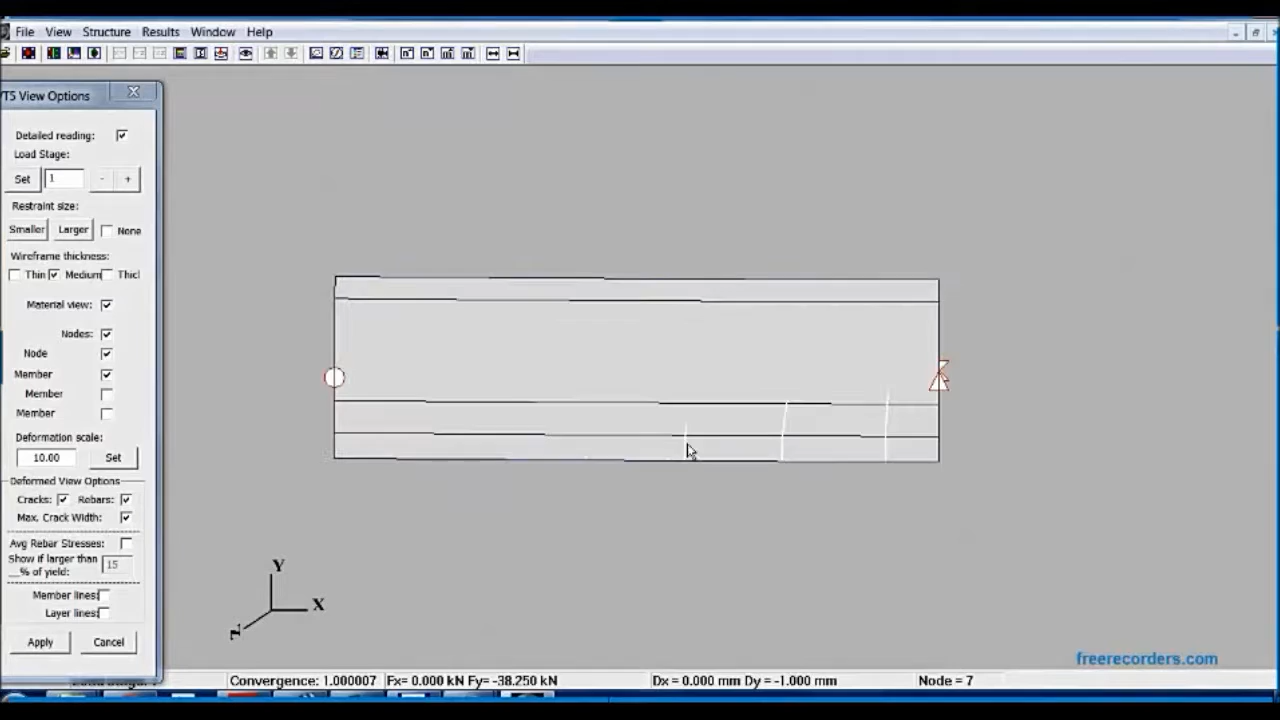 File View Structure Results Window Help
VT5 View Options
Detailed reading:
Load Stage:
Set 1 - +
Restraint size:
Smaller Larger None
Wireframe thickness:
Thin Medium Thicl
Material view:
Nodes:
Node
Member
Member
Member
Deformation scale:
10.00 Set
Deformed View Options
Cracks: Rebars:
Max. Crack Width:
Avg Rebar Stresses:
Show if larger than
__% of yield: 15
Member lines:
Layer lines:
Apply Cancel
Y
X
Z
freerecorders.com
Convergence: 1.000007 Fx= 0.000 kN Fy= -38.250 kN Dx = 0.000 mm Dy = -1.000 mm Node = 7